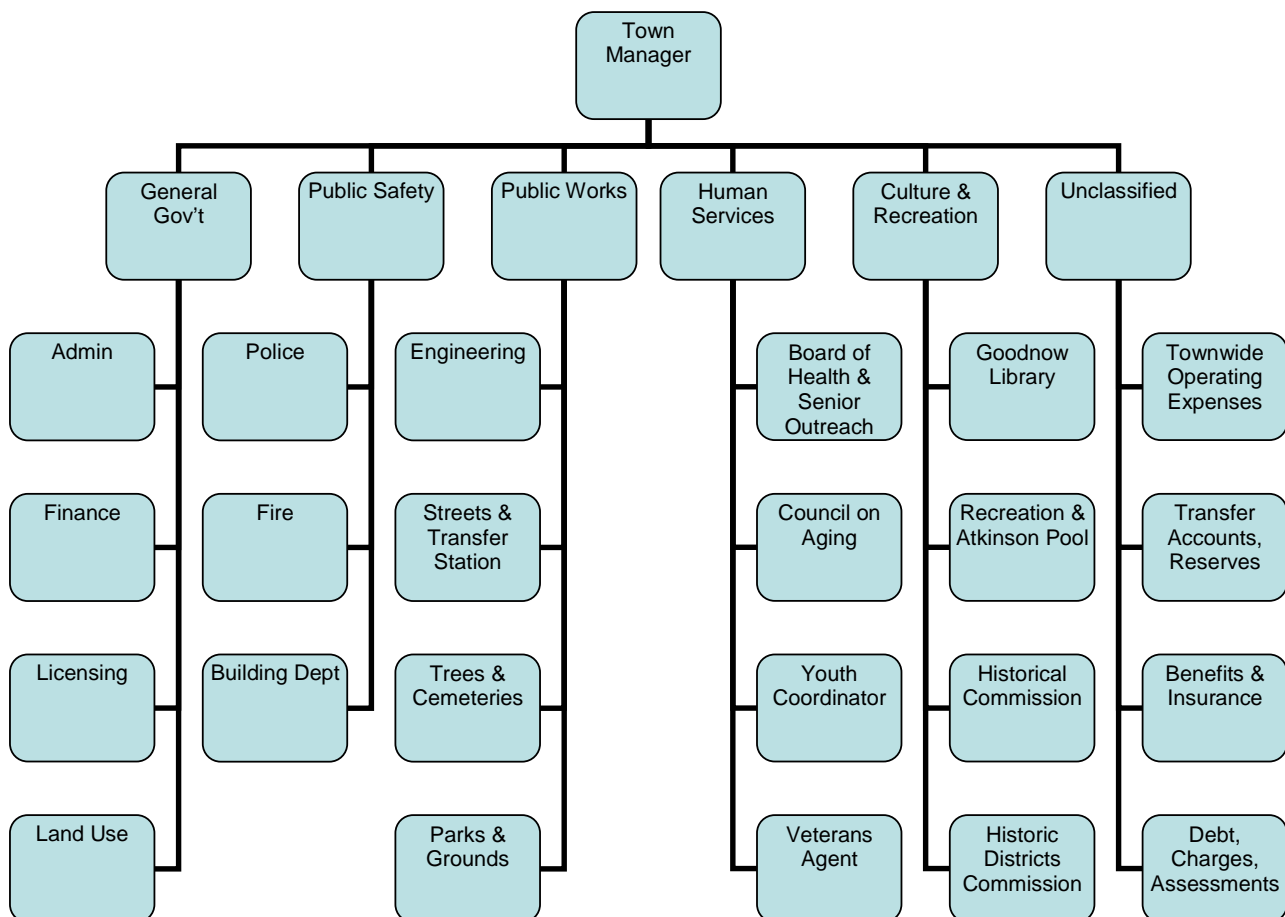 Town
Manager
General
Gov't
Public Safety
Public Works
Human
Services
Culture &
Recreation
Unclassified
Admin
Police
Engineering
Board of
Health &
Senior
Outreach
Goodnow
Library
Townwide
Operating
Expenses
Finance
Fire
Streets &
Transfer
Station
Council on
Aging
Recreation &
Atkinson Pool
Transfer
Accounts,
Reserves
Licensing
Building Dept
Trees &
Cemeteries
Youth
Coordinator
Historical
Commission
Benefits &
Insurance
Land Use
Parks &
Grounds
Veterans
Agent
Historic
Districts
Commission
Debt,
Charges,
Assessments